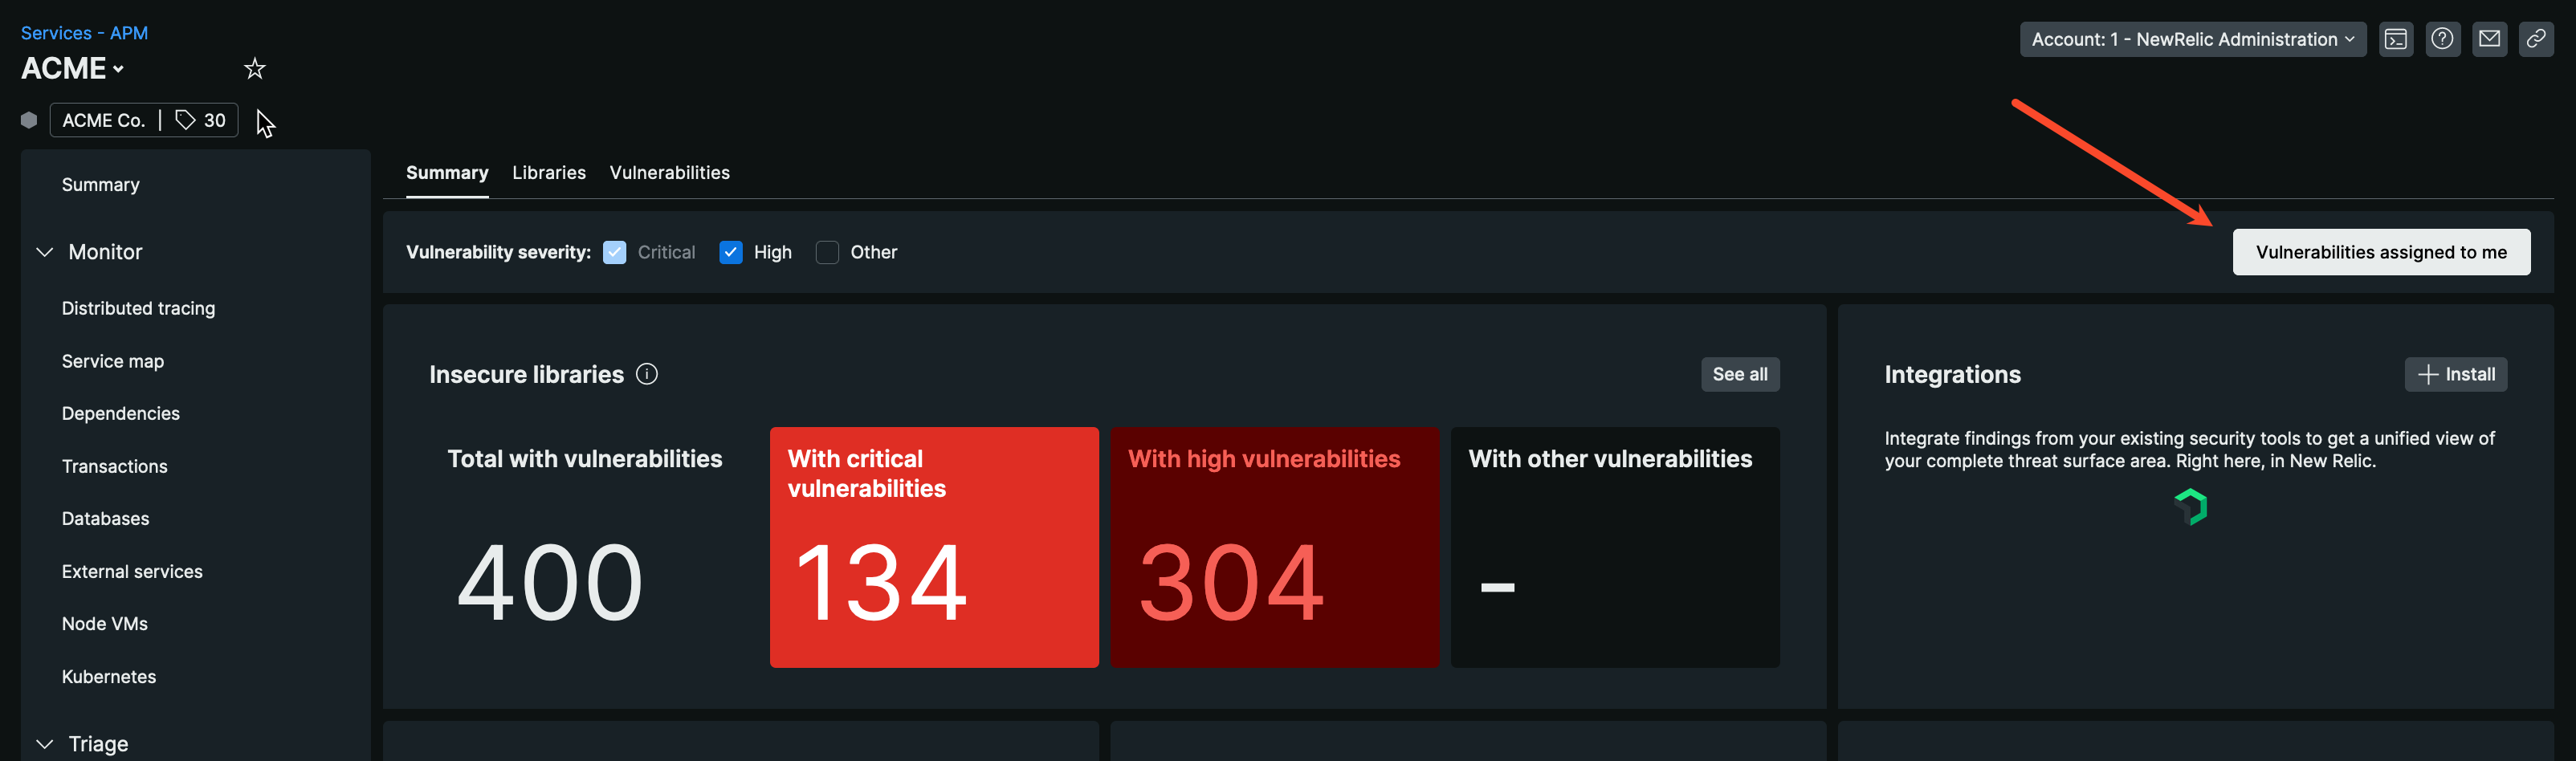 Services - APM
ACME
Account: 1 - NewRelic Administration
ACME Co. | 30
Summary
Monitor
Distributed tracing
Service map
Dependencies
Transactions
Databases
External services
Node VMs
Kubernetes
Triage
Summary Libraries Vulnerabilities
Vulnerability severity: Critical High Other
Vulnerabilities assigned to me
Insecure libraries
See all
Total with vulnerabilities
400
With critical
vulnerabilities
134
With high vulnerabilities
304
With other vulnerabilities
–
Integrations
Install
Integrate findings from your existing security tools to get a unified view of
your complete threat surface area. Right here, in New Relic.